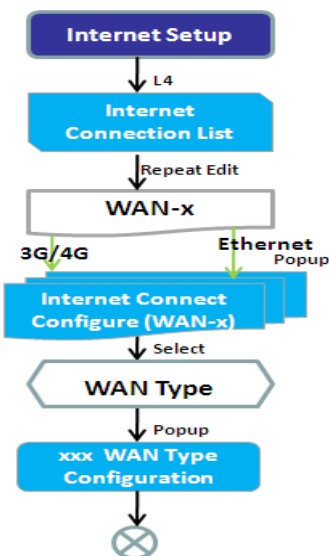 Internet Setup
L4
Internet
Connection List
Repeat Edit
WAN-x
3G/4G
Ethernet
Popup
Internet Connect
Configure (WAN-x)
Select
WAN Type
Popup
xxx WAN Type
Configuration